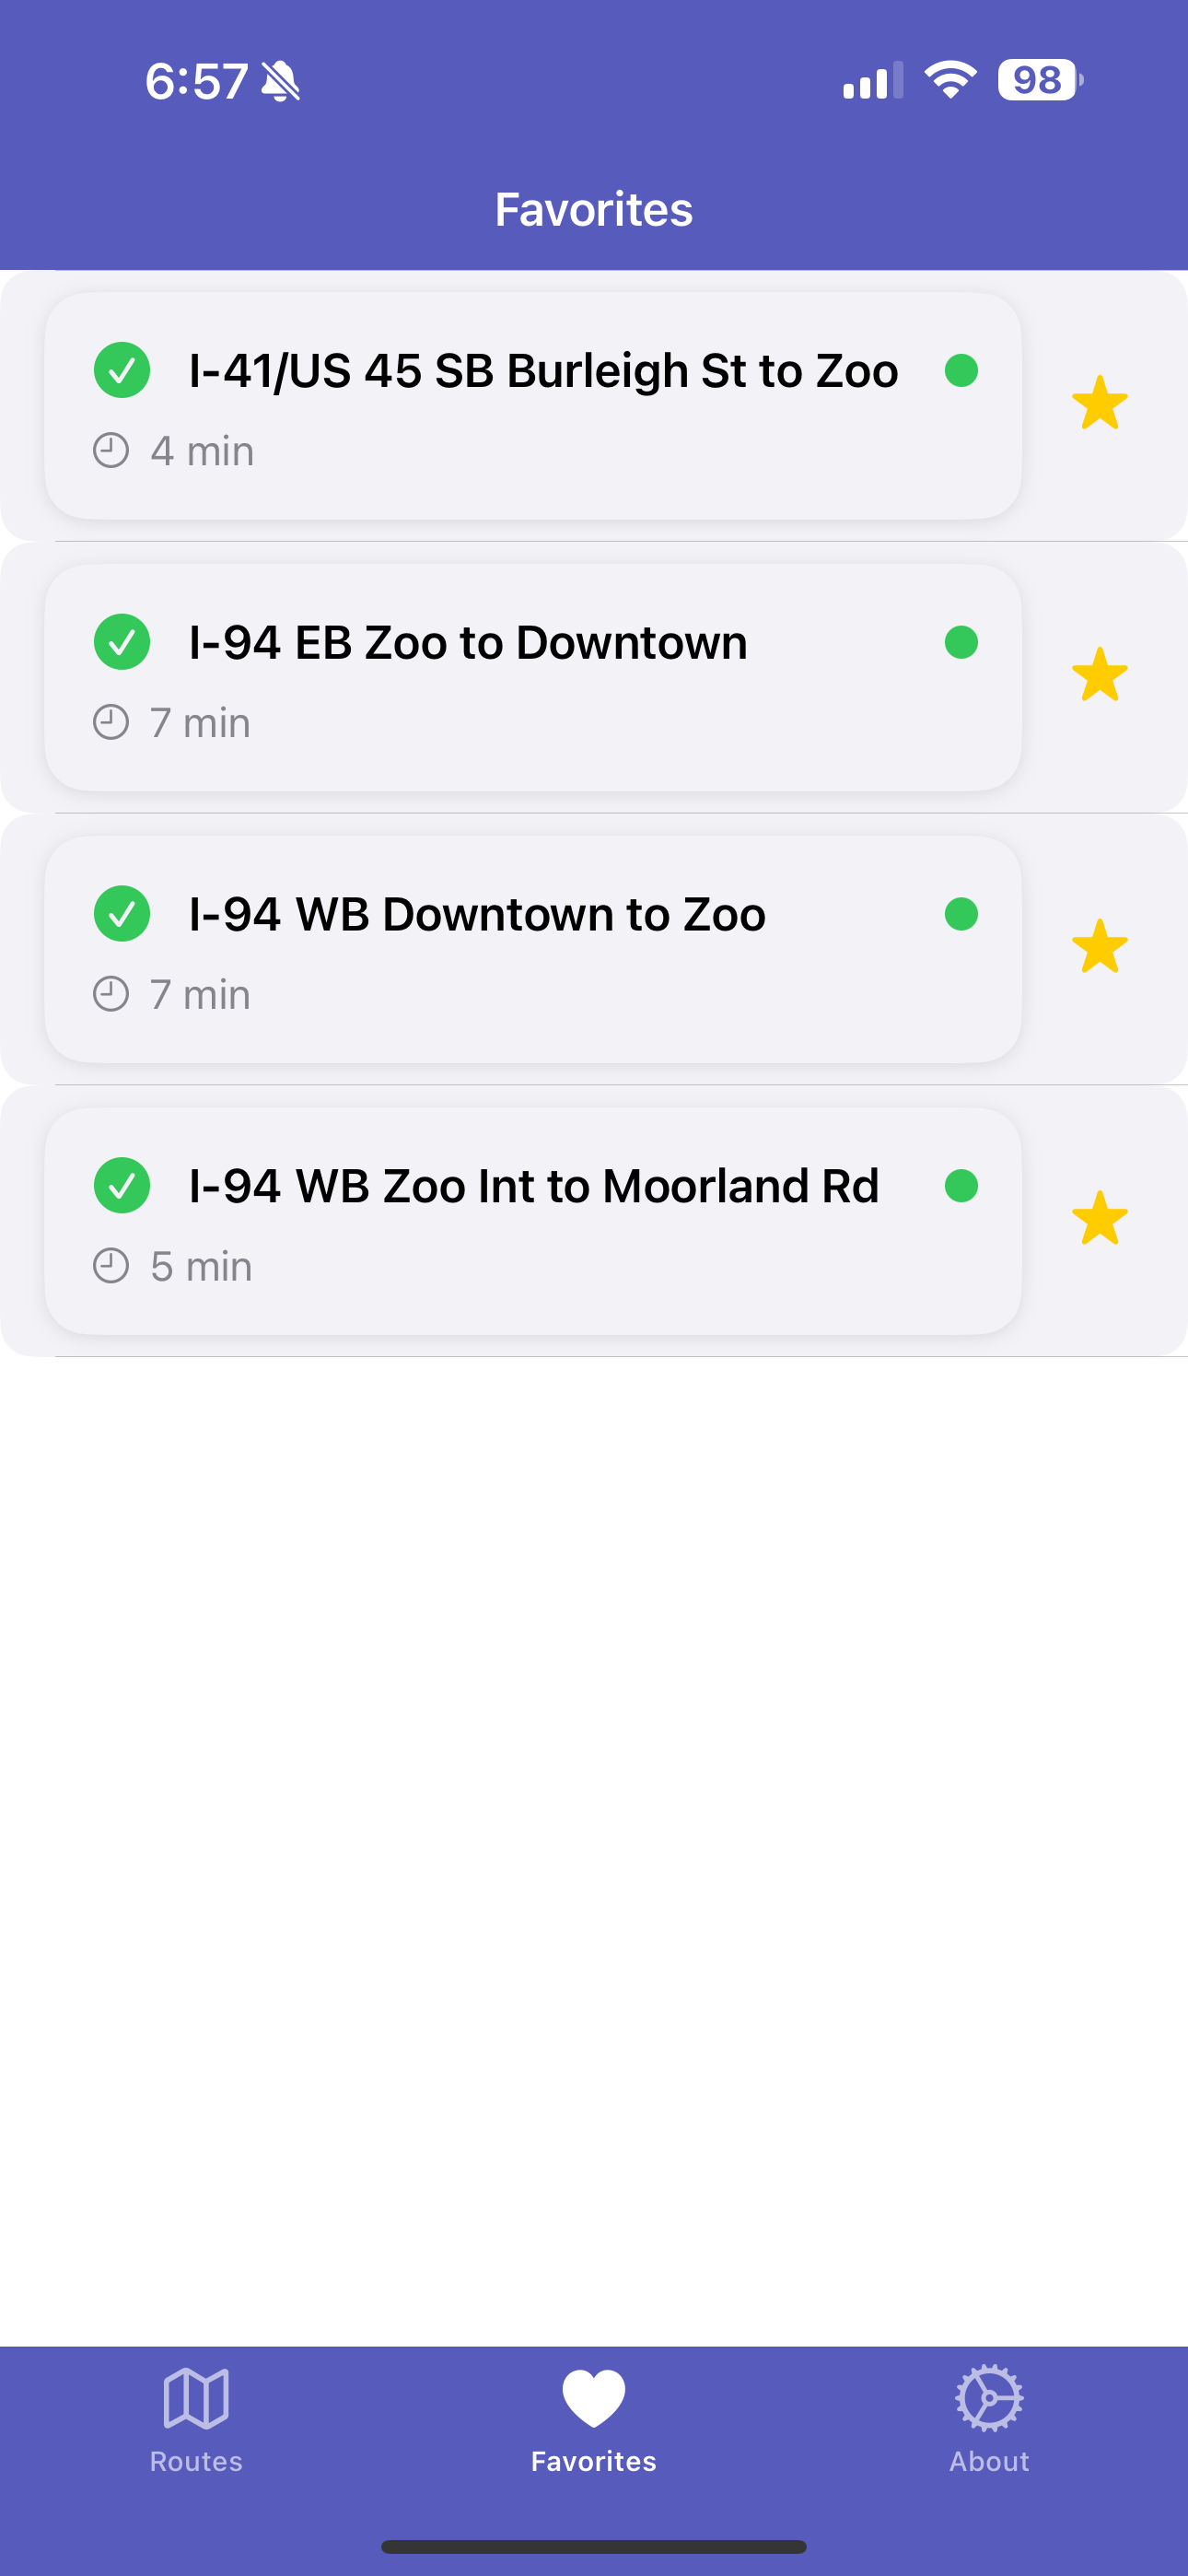 6:57
98
Favorites
I-41/US 45 SB Burleigh St to Zoo
4 min
I-94 EB Zoo to Downtown
7 min
I-94 WB Downtown to Zoo
7 min
I-94 WB Zoo Int to Moorland Rd
5 min
Routes
Favorites
About